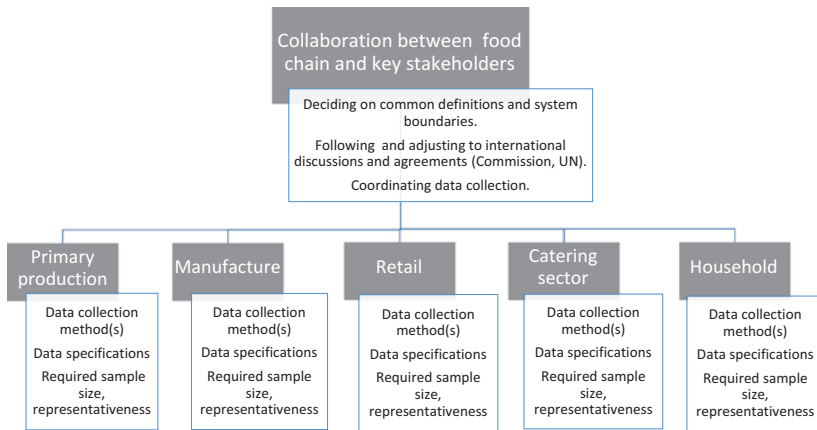 Collaboration between food
chain and key stakeholders
Deciding on common definitions and system
boundaries.
Following and adjusting to international
discussions and agreements (Commission, UN).
Coordinating data collection.
Primary
production
Data collection
method(s)
Data specifications
Required sample
size,
representativeness
Manufacture
Data collection
method(s)
Data specifications
Required sample
size,
representativeness
Retail
Data collection
method(s)
Data specifications
Required sample
size,
representativeness
Catering
sector
Data collection
method(s)
Data specifications
Required sample
size,
representativeness
Household
Data collection
method(s)
Data specifications
Required sample
size,
representativeness